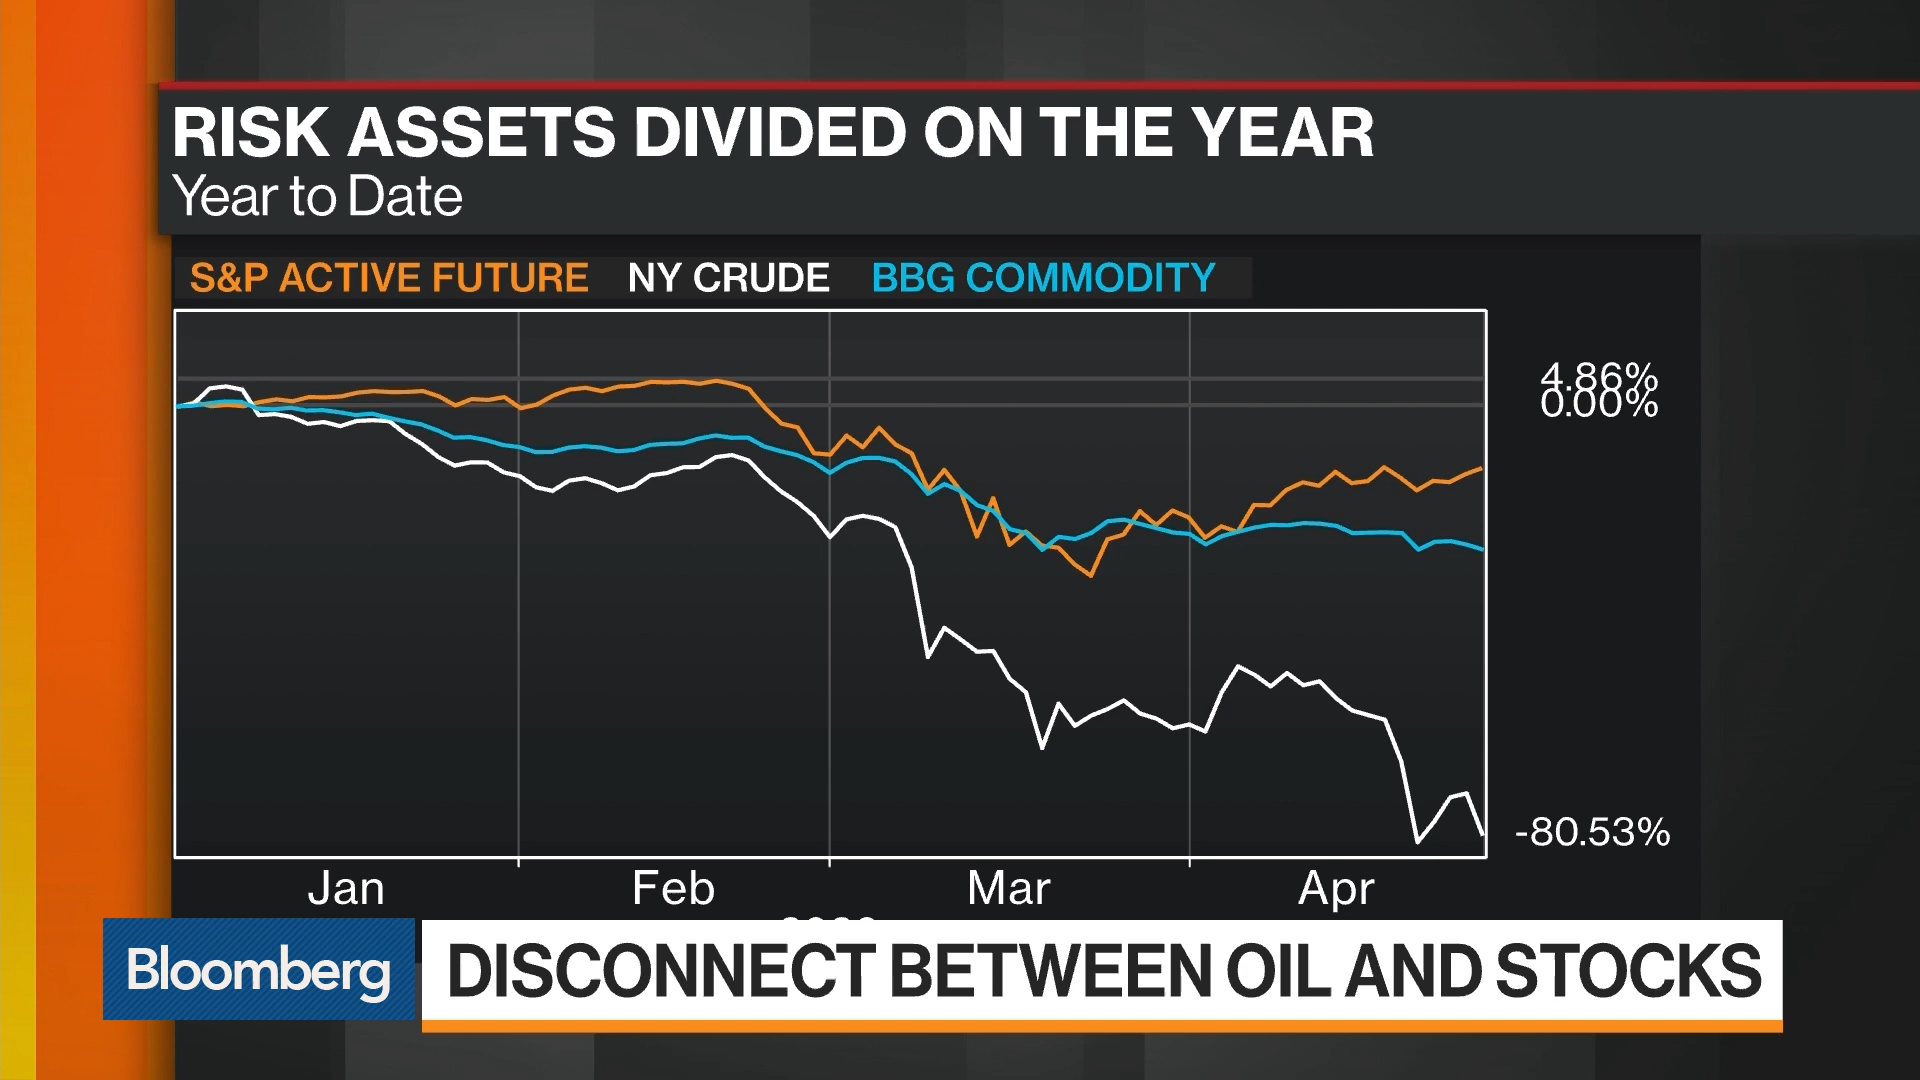 RISK ASSETS DIVIDED ON THE YEAR
Year to Date
S&P ACTIVE FUTURE NY CRUDE BBG COMMODITY
4.86%
0.00%
-80.53%
Jan Feb Mar Apr
Bloomberg
DISCONNECT BETWEEN OIL AND STOCKS